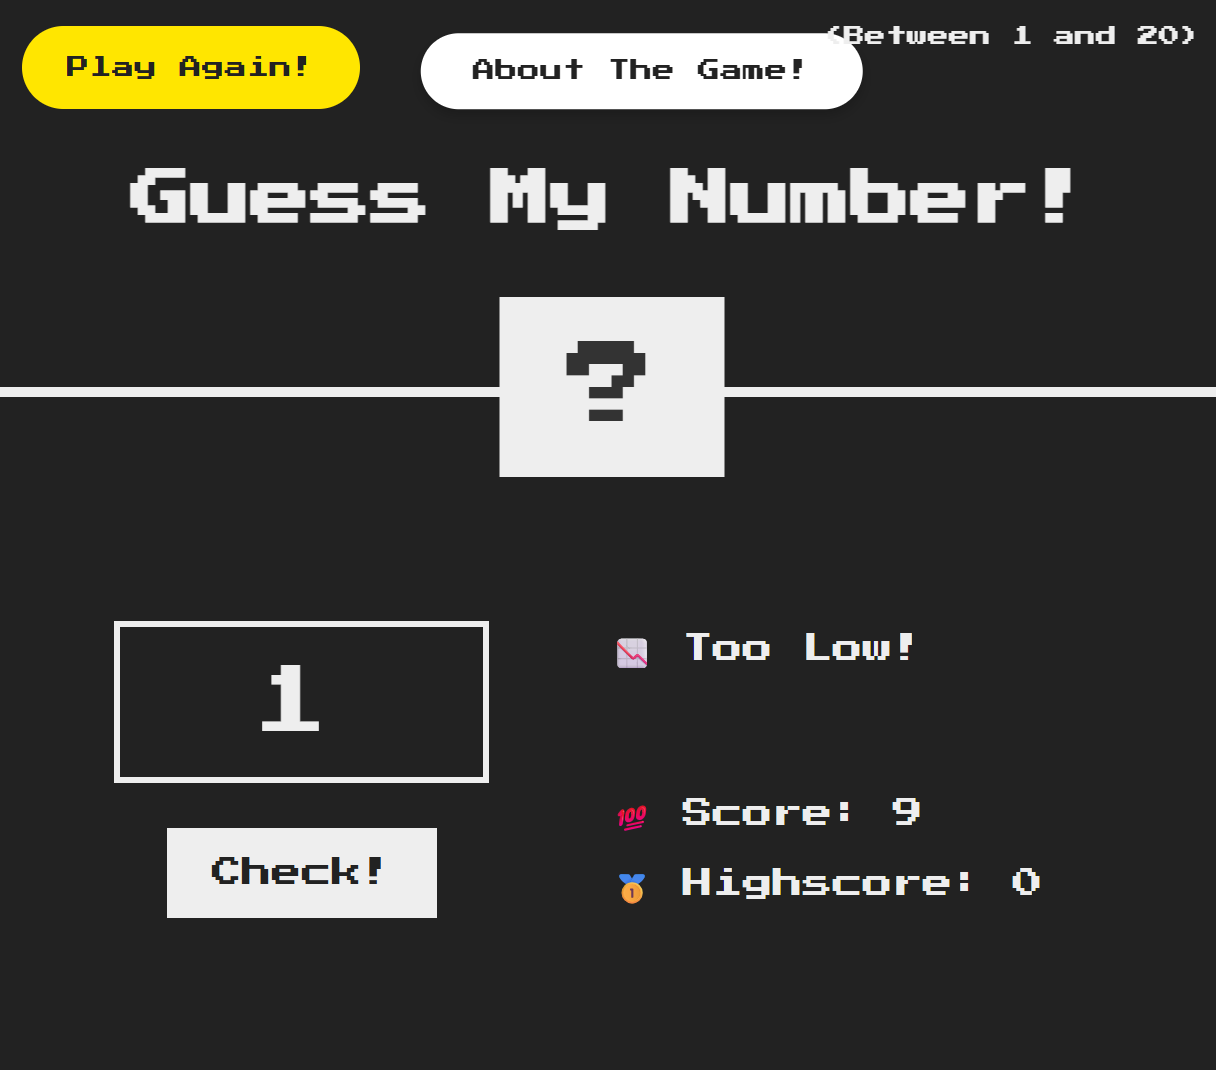 Play Again!
About The Game!
(Between 1 and 20)
Guess My Number!
?
1
Check!
Too Low!
💯 Score: 9
Highscore: 0